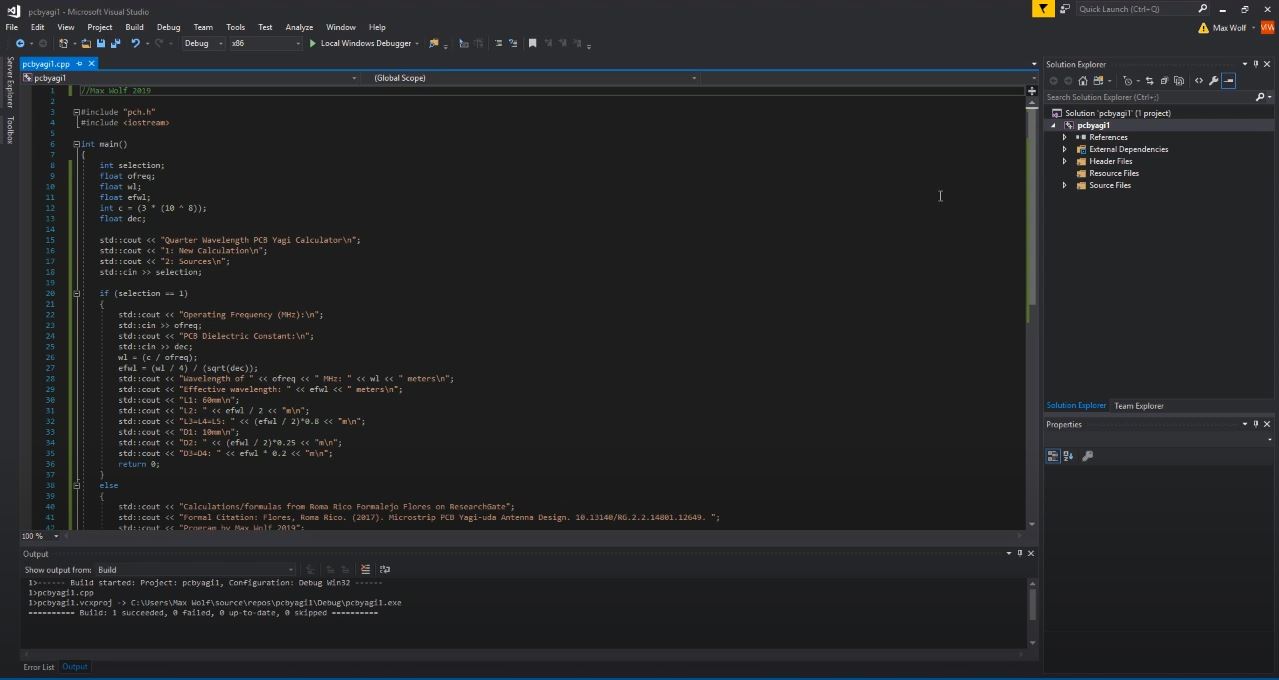 pcbyagi1 - Microsoft Visual Studio
Quick Launch (Ctrl+Q)
File Edit View Project Build Debug Team Tools Test Analyze Window Help
Max Wolf MW
Debug x86 Local Windows Debugger
Server Explorer
Toolbox
pcbyagi1.cpp
pcbyagi1 (Global Scope)
1 //Max Wolf 2019
2
3 #include "pch.h"
4 #include <iostream>
5
6 int main()
7 {
8 int selection;
9 float ofreq;
10 float wl;
11 float efwl;
12 int c = (3 * (10 ^ 8));
13 float dec;
14
15 std::cout << "Quarter Wavelength PCB Yagi Calculator\n";
16 std::cout << "1: New Calculation\n";
17 std::cout << "2: Sources\n";
18 std::cin >> selection;
19
20 if (selection == 1)
21 {
22 std::cout << "Operating Frequency (MHz):\n";
23 std::cin >> ofreq;
24 std::cout << "PCB Dielectric Constant:\n";
25 std::cin >> dec;
26 wl = (c / ofreq);
27 efwl = (wl / 4) / (sqrt(dec));
28 std::cout << "Wavelength of " << ofreq << " MHz: " << wl << " meters\n";
29 std::cout << "Effective wavelength: " << efwl << " meters\n";
30 std::cout << "L1: 60mm\n";
31 std::cout << "L2: " << efwl / 2 << "m\n";
32 std::cout << "L3=L4=L5: " << (efwl / 2)*0.8 << "m\n";
33 std::cout << "D1: 10mm\n";
34 std::cout << "D2: " << (efwl / 2)*0.25 << "m\n";
35 std::cout << "D3=D4: " << efwl * 0.2 << "m\n";
36 return 0;
37 }
38 else
39 {
40 std::cout << "Calculations/formulas from Roma Rico Formalejo Flores on ResearchGate";
41 std::cout << "Formal Citation: Flores, Roma Rico. (2017). Microstrip PCB Yagi-uda Antenna Design. 10.13140/RG.2.2.14801.12649. ";
42 std::cout << "Program by Max Wolf 2019";
100 %
Output
Show output from: Build
1>------ Build started: Project: pcbyagi1, Configuration: Debug Win32 ------
1>pcbyagi1.cpp
1>pcbyagi1.vcxproj -> C:\Users\Max Wolf\source\repos\pcbyagi1\Debug\pcbyagi1.exe
========== Build: 1 succeeded, 0 failed, 0 up-to-date, 0 skipped ==========
Error List Output
Solution Explorer
Search Solution Explorer (Ctrl+;)
Solution 'pcbyagi1' (1 project)
pcbyagi1
References
External Dependencies
Header Files
Resource Files
Source Files
Solution Explorer Team Explorer
Properties